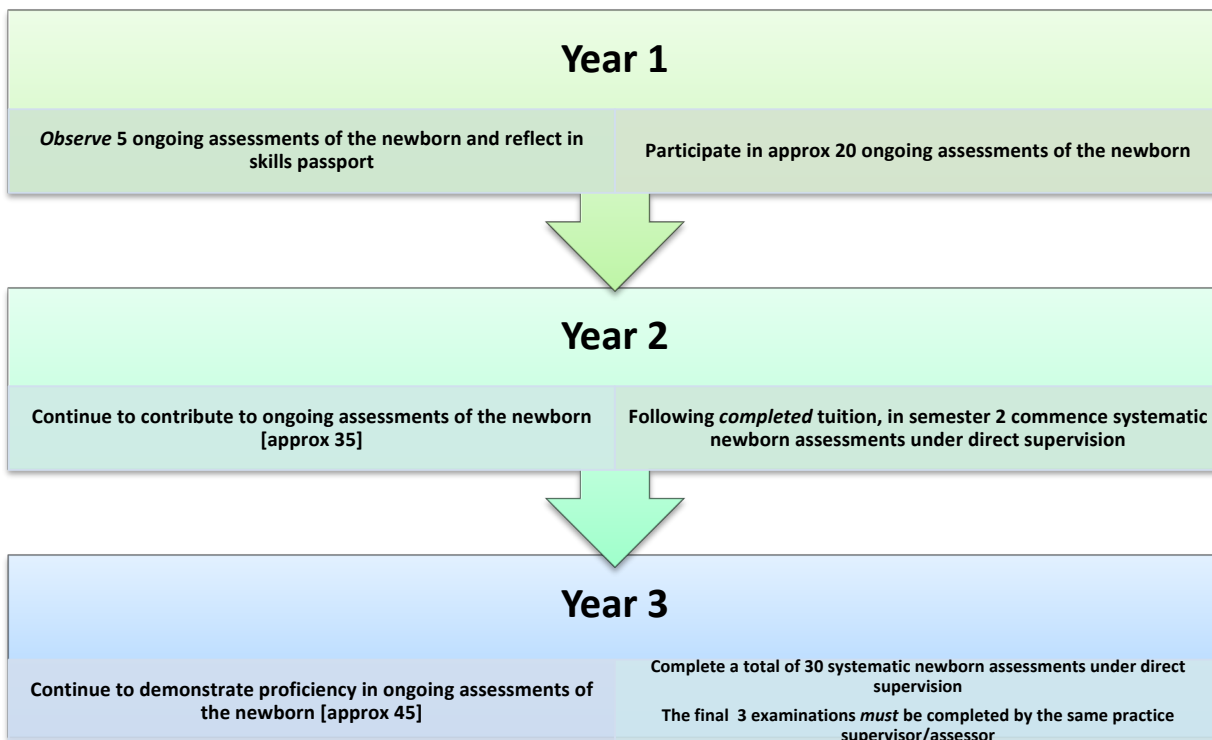 Year 1
Observe 5 ongoing assessments of the newborn and reflect in
skills passport
Participate in approx 20 ongoing assessments of the newborn
Year 2
Continue to contribute to ongoing assessments of the newborn
[approx 35]
Following completed tuition, in semester 2 commence systematic
newborn assessments under direct supervision
Year 3
Continue to demonstrate proficiency in ongoing assessments of
the newborn [approx 45]
Complete a total of 30 systematic newborn assessments under direct
supervision
The final 3 examinations must be completed by the same practice
supervisor/assessor